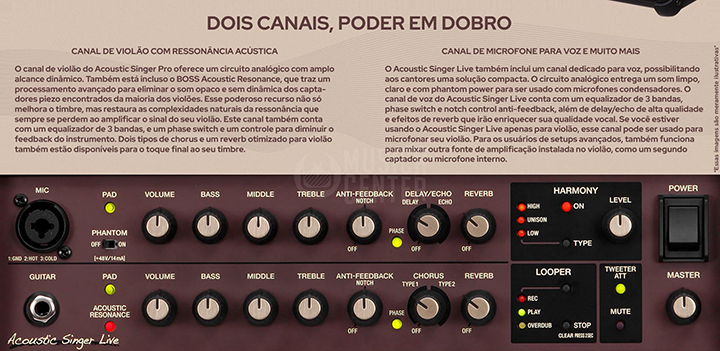 DOIS CANAIS, PODER EM DOBRO
CANAL DE VIOLÃO COM RESSONÂNCIA ACÚSTICA
O canal de violão do Acoustic Singer Pro oferece um circuito analógico com amplo
alcance dinâmico. Também está incluso o BOSS Acoustic Resonance, que traz um
processamento avançado para eliminar o som opaco e sem dinâmica dos capta-
dores piezo encontrados da maioria dos violões. Esse poderoso recurso não só
melhora o timbre, mas restaura as complexidades naturais da ressonância que
sempre se perdem ao amplificar o sinal do seu violão. Este canal também conta
com um equalizador de 3 bandas, e um phase switch e um controle para diminuir o
feedback do instrumento. Dois tipos de chorus e um reverb otimizado para violão
também estão disponíveis para o toque final ao seu timbre.
CANAL DE MICROFONE PARA VOZ E MUITO MAIS
O Acoustic Singer Live também inclui um canal dedicado para voz, possibilitando
aos cantores uma solução compacta. O circuito analógico entrega um som limpo,
claro e com phantom power para ser usado com microfones condensadores. O
canal de voz do Acoustic Singer Live conta com um equalizador de 3 bandas,
phase switch e notch control anti-feedback, além de delay/echo de alta qualidade
e efeitos de reverb que irão enriquecer sua qualidade vocal. Se você estiver
usando o Acoustic Singer Live apenas para violão, esse canal pode ser usado para
microfonar seu violão. Para os usuários de setups avançados, também funciona
para mixar outra fonte de amplificação instalada no violão, como um segundo
captador ou microfone interno.
*Essas imagens são meramente ilustrativas*
MUSIC
CENTER
MIC
PAD
PHANTOM
OFF ON
(+48V/14mA)
1:GND 2:HOT 3:COLD
VOLUME BASS MIDDLE TREBLE ANTI-FEEDBACK DELAY/ECHO REVERB
NOTCH DELAY ECHO
PHASE
OFF OFF OFF
HARMONY
HIGH
UNISON
LOW
ON
TYPE
LEVEL
POWER
GUITAR
PAD
ACOUSTIC
RESONANCE
VOLUME BASS MIDDLE TREBLE ANTI-FEEDBACK CHORUS REVERB
NOTCH TYPE1 TYPE2
PHASE
OFF OFF OFF
LOOPER
REC
PLAY
OVERDUB
STOP
CLEAR:PRESS 2SEC
TWEETER
ATT
MUTE
MASTER
Acoustic Singer Live